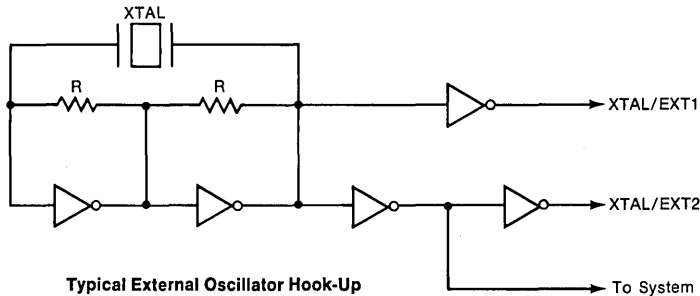 XTAL
R
R
XTAL/EXT1
XTAL/EXT2
Typical External Oscillator Hook-Up
To System